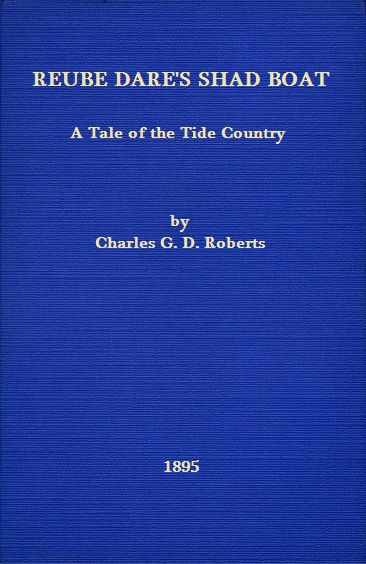 REUBE DARE'S SHAD BOAT
A Tale of the Tide Country
by
Charles G. D. Roberts
1895